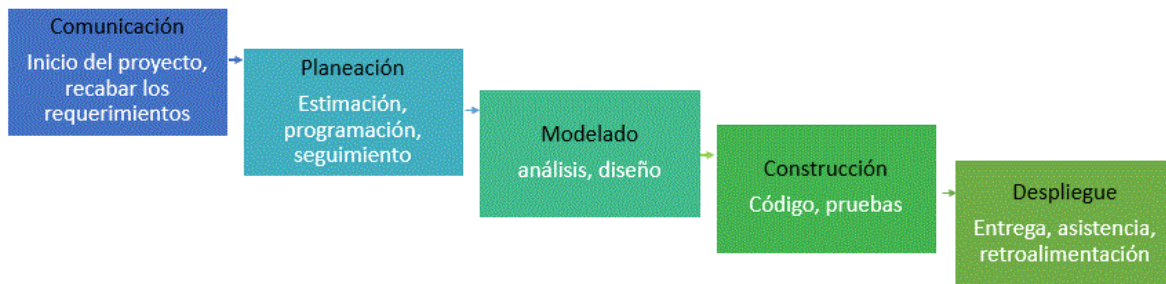 Comunicación
Inicio del proyecto,
recabar los
requerimientos
Planeación
Estimación,
programación,
seguimiento
Modelado
análisis, diseño
Construcción
Código, pruebas
Despliegue
Entrega, asistencia,
retroalimentación